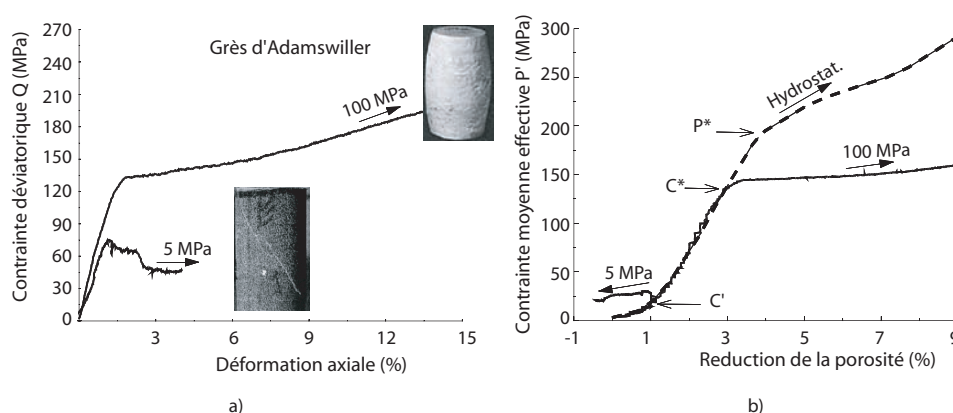 Contrainte déviatorique Q (MPa)
270
240
210
180
150
120
90
60
30
0
3
6
9
12
15
Déformation axiale (%)
Grès d'Adamswiller
100 MPa
5 MPa
a)
Contrainte moyenne effective P' (MPa)
300
250
200
150
100
50
0
-1
1
3
5
7
9
Reduction de la porosité (%)
Hydrostat.
P*
100 MPa
C*
5 MPa
C'
b)